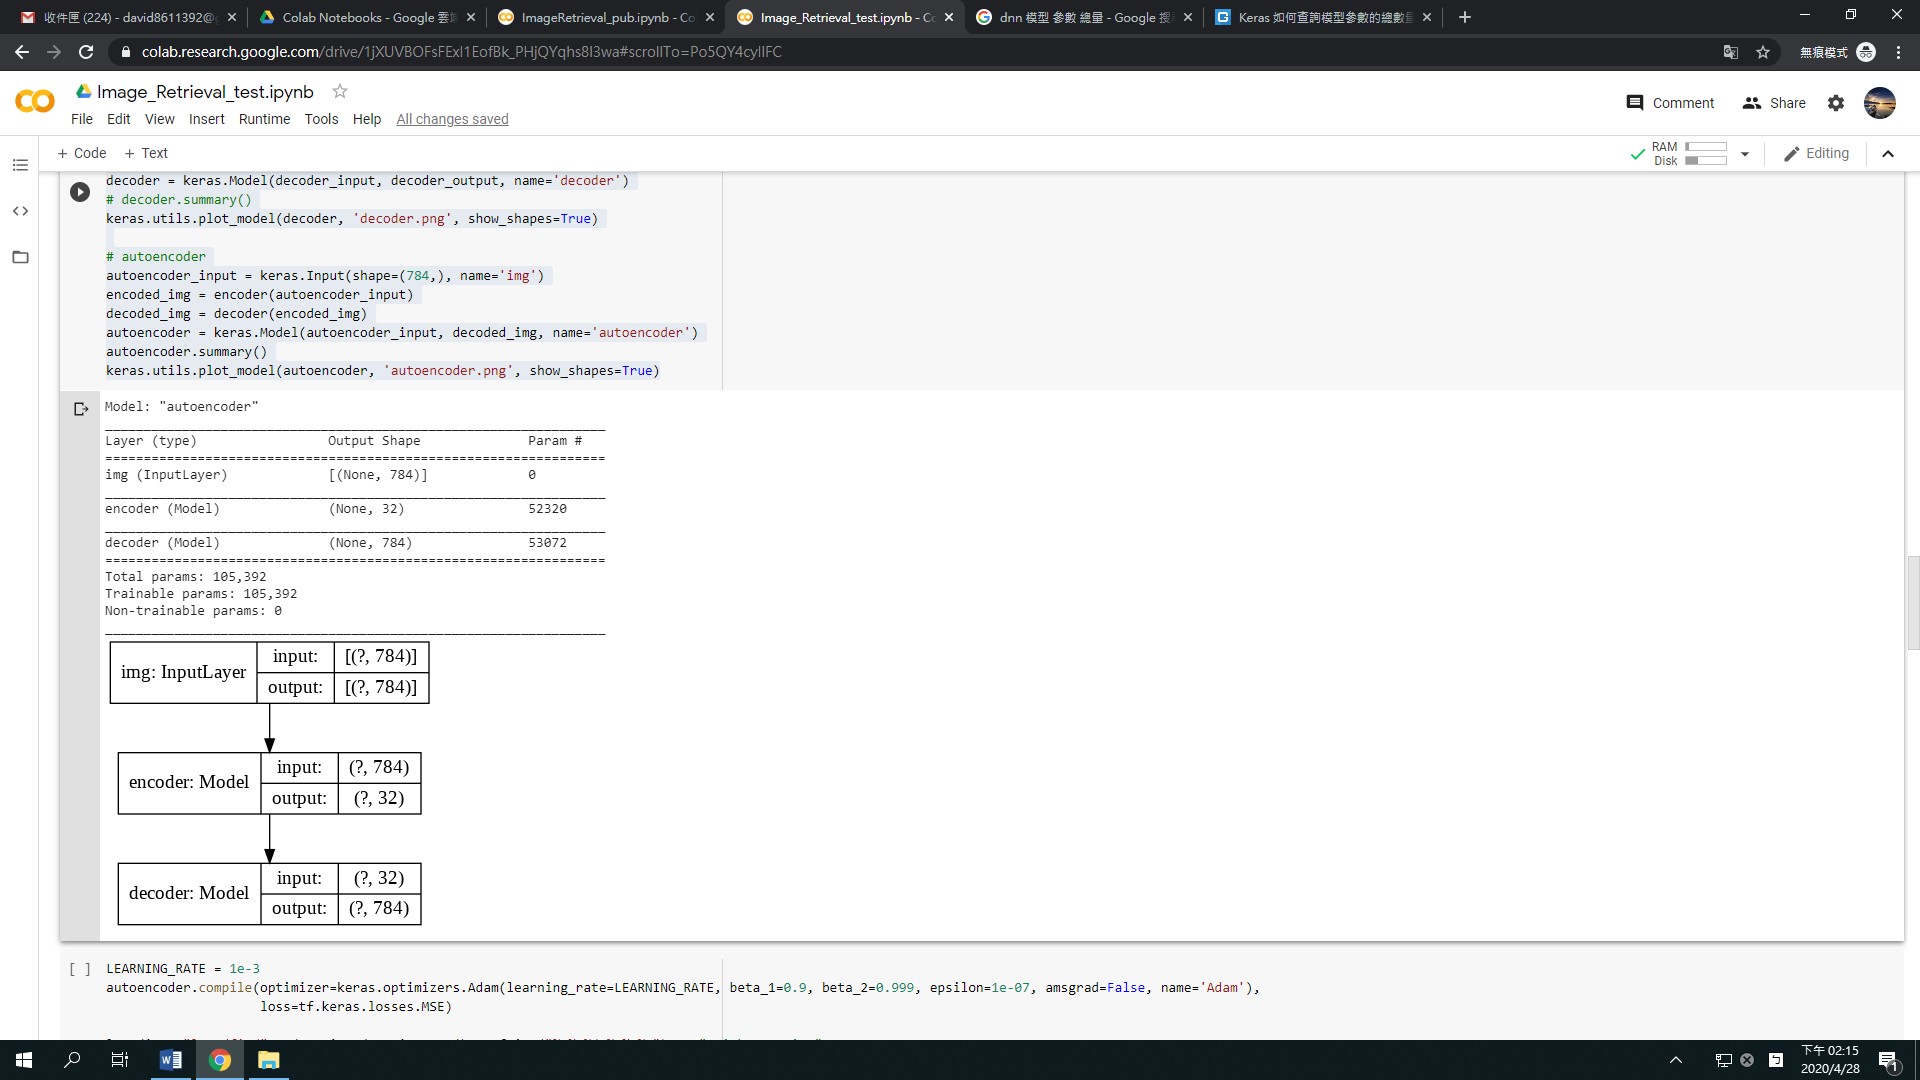 收件匣 (224) - david8611392@g
Colab Notebooks - Google 雲端
ImageRetrieval_pub.ipynb - Co
Image_Retrieval_test.ipynb - Co
dnn 模型 參數 總量 - Google 搜
Keras 如何查詢模型參數的總數量
colab.research.google.com/drive/1jXUVBOFsFExI1EofBk_PHjQYqhs8I3wa#scrollTo=Po5QY4cylIFC
無痕模式
Image_Retrieval_test.ipynb
Comment
Share
File Edit View Insert Runtime Tools Help All changes saved
+ Code + Text
RAM
Disk
Editing
decoder = keras.Model(decoder_input, decoder_output, name='decoder')
# decoder.summary()
keras.utils.plot_model(decoder, 'decoder.png', show_shapes=True)
# autoencoder
autoencoder_input = keras.Input(shape=(784,), name='img')
encoded_img = encoder(autoencoder_input)
decoded_img = decoder(encoded_img)
autoencoder = keras.Model(autoencoder_input, decoded_img, name='autoencoder')
autoencoder.summary()
keras.utils.plot_model(autoencoder, 'autoencoder.png', show_shapes=True)
Model: "autoencoder"
Layer (type) Output Shape Param #
img (InputLayer) [(None, 784)] 0
encoder (Model) (None, 32) 52320
decoder (Model) (None, 784) 53072
Total params: 105,392
Trainable params: 105,392
Non-trainable params: 0
img: InputLayer
input: [(?, 784)]
output: [(?, 784)]
encoder: Model
input: (?, 784)
output: (?, 32)
decoder: Model
input: (?, 32)
output: (?, 784)
[ ] LEARNING_RATE = 1e-3
autoencoder.compile(optimizer=keras.optimizers.Adam(learning_rate=LEARNING_RATE, beta_1=0.9, beta_2=0.999, epsilon=1e-07, amsgrad=False, name='Adam'),
loss=tf.keras.losses.MSE)
下午 02:15
2020/4/28
1